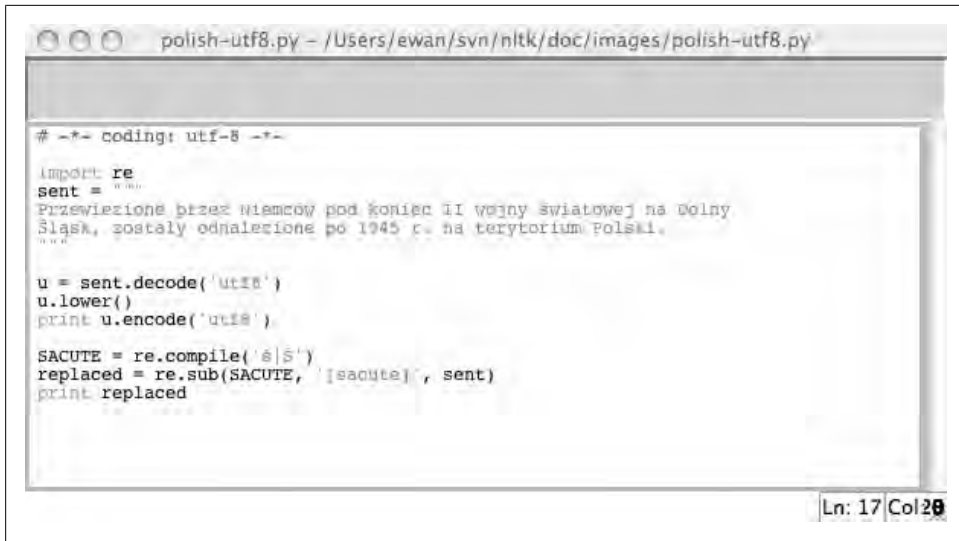 polish-utf8.py - /Users/ewan/svn/nltk/doc/images/polish-utf8.py
# -*- coding: utf-8 -*-
import re
sent = """
Przewiezione przez Niemców pod koniec II wojny światowej na Dolny
Śląsk, zostały odnalezione po 1945 r. na terytorium Polski.
"""
u = sent.decode('utf8')
u.lower()
print u.encode('utf8')
SACUTE = re.compile('ś|Ś')
replaced = re.sub(SACUTE, '[sacute]', sent)
print replaced
Ln: 17 Col